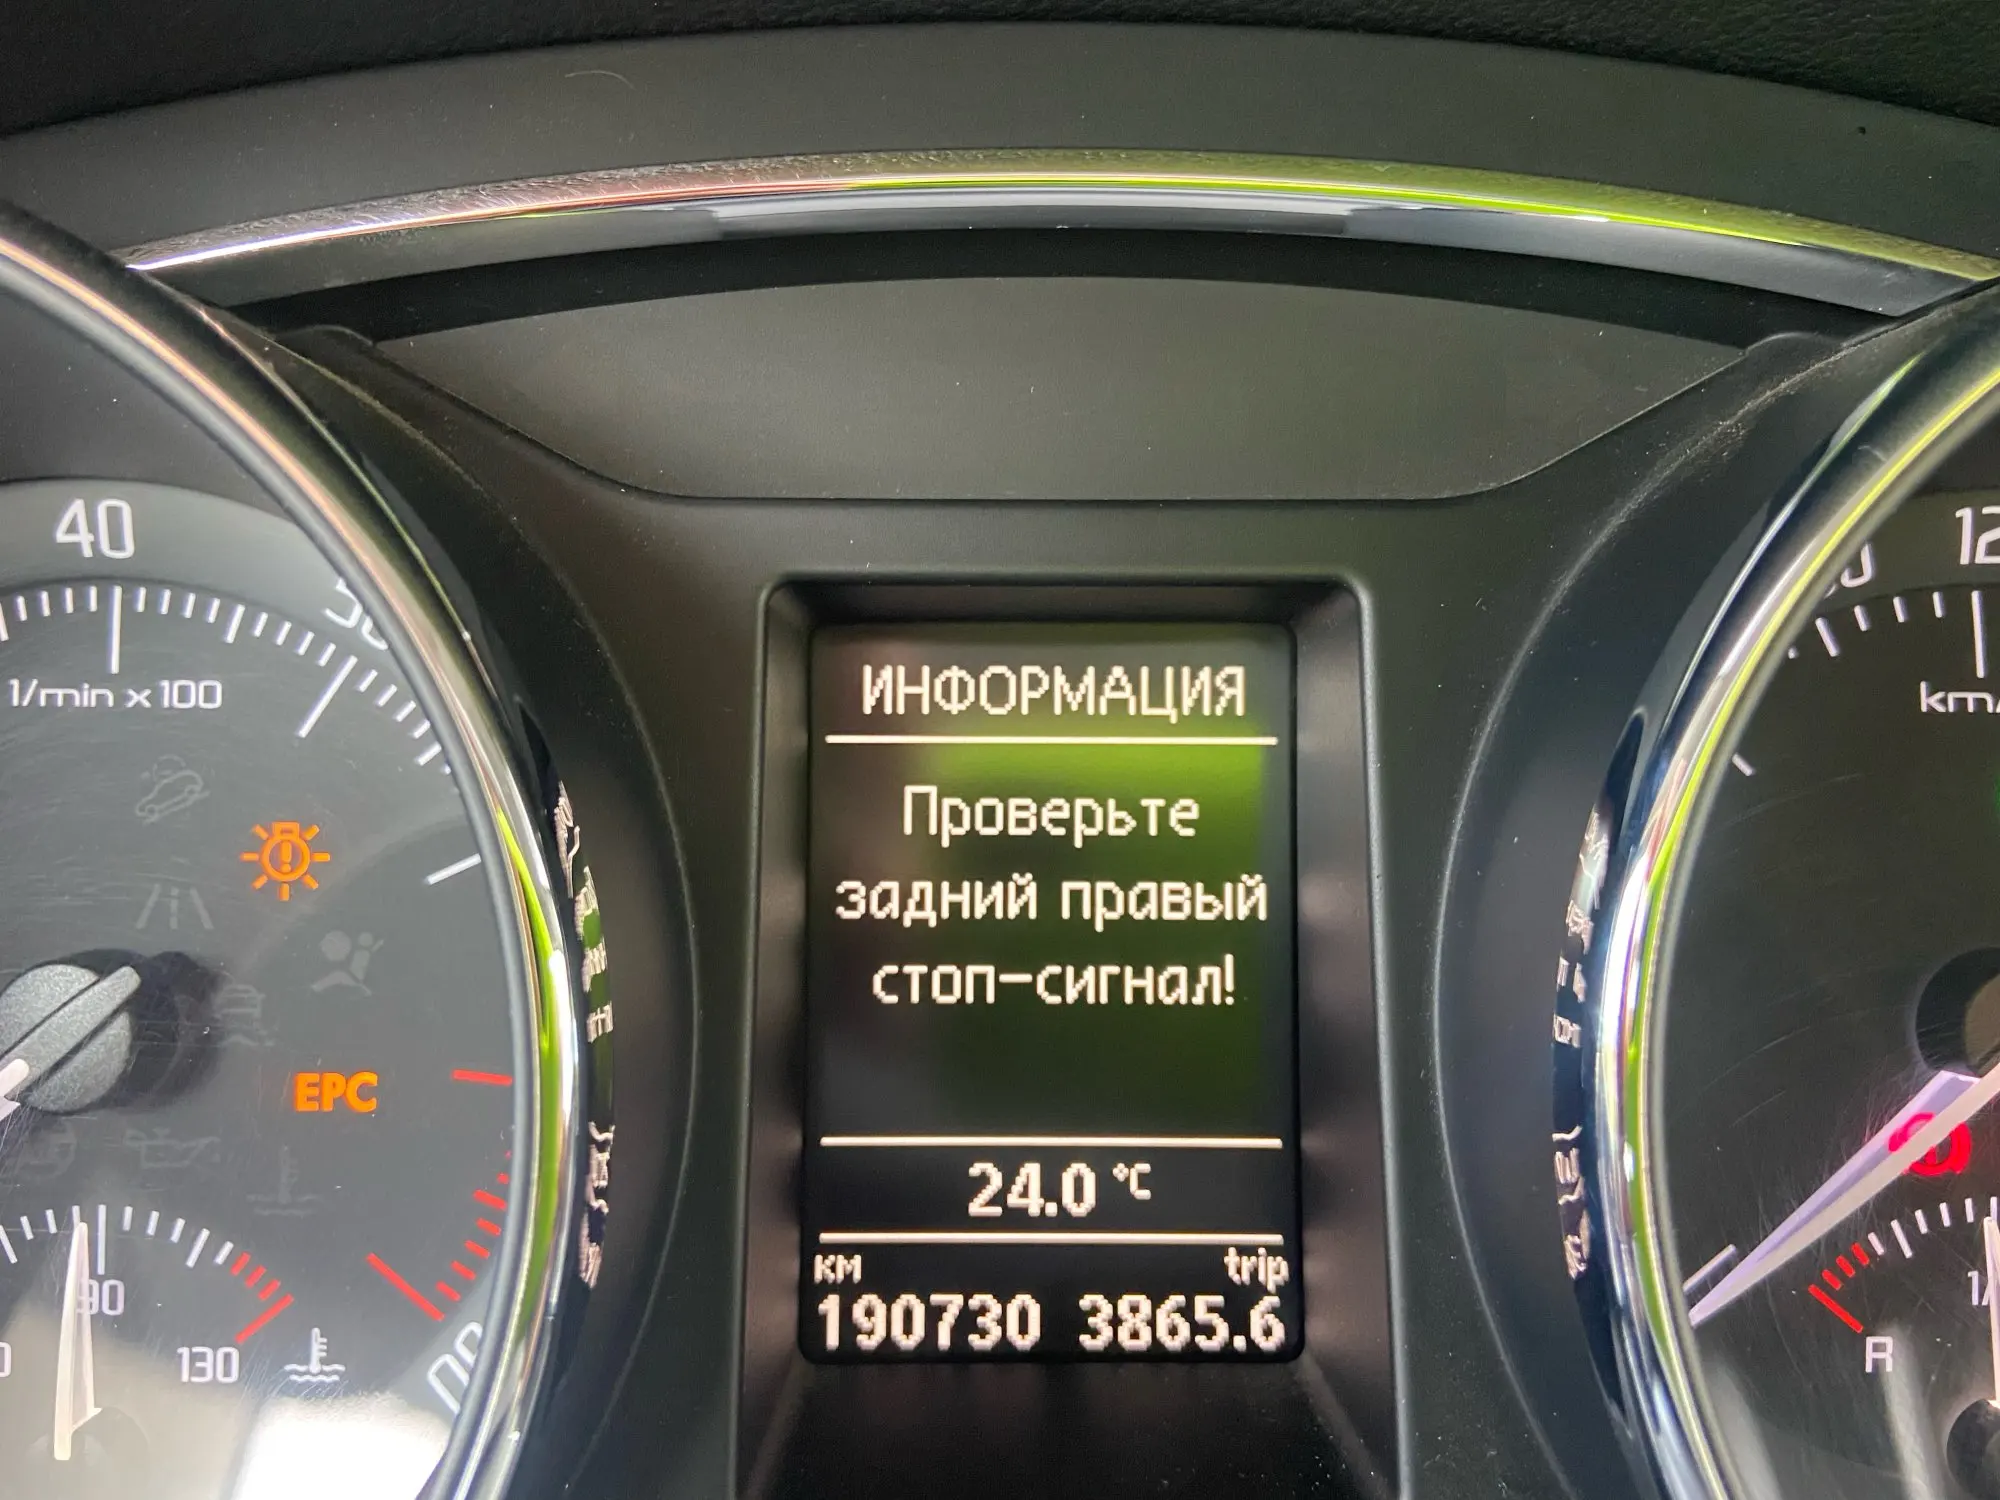 40
50
1/min x 100
EPC
90
130
ИНФОРМАЦИЯ
Проверьте
задний правый
стоп-сигнал!
24.0 °C
км trip
190730 3865.6
R